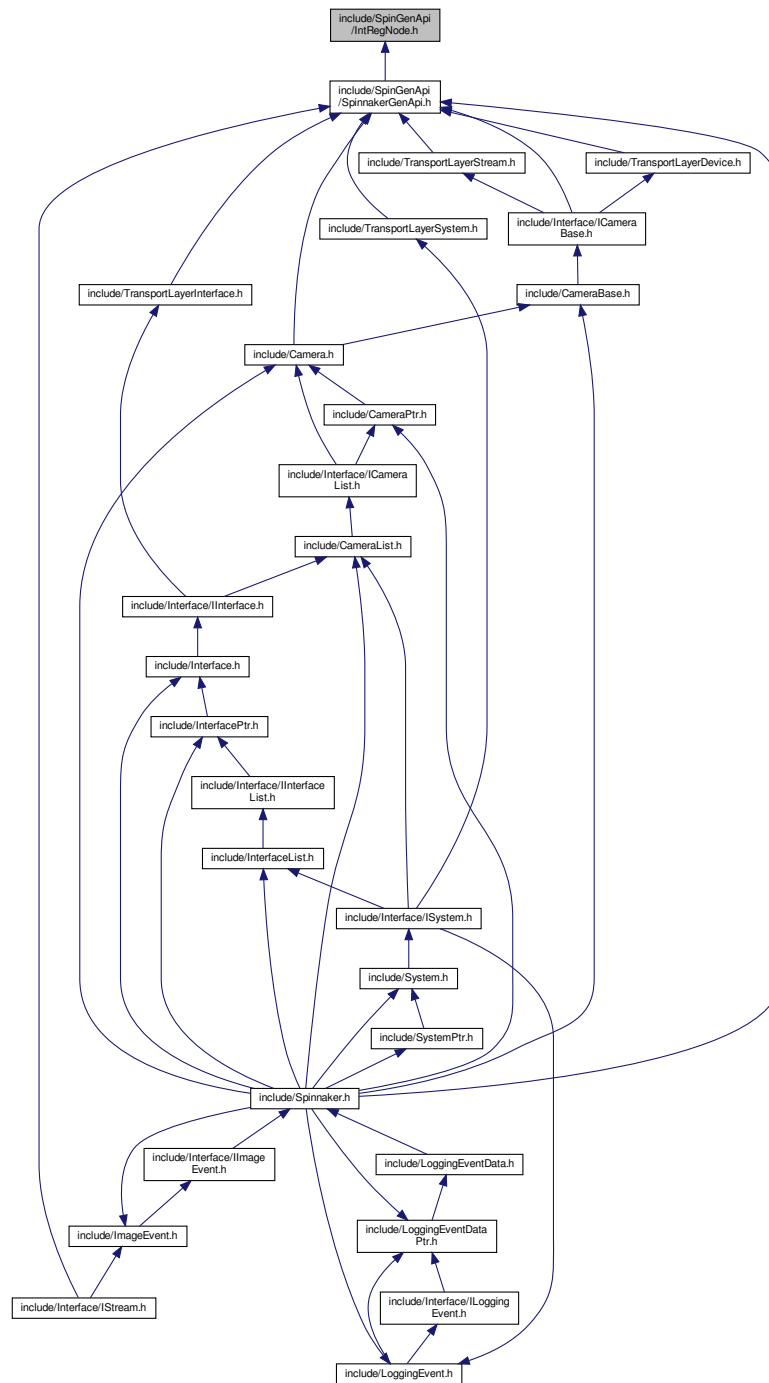 include/SpinGenApi
/IntRegNode.h
include/SpinGenApi
/SpinnakerGenApi.h
include/TransportLayerStream.h
include/TransportLayerDevice.h
include/TransportLayerSystem.h
include/Interface/ICamera
Base.h
include/TransportLayerInterface.h
include/CameraBase.h
include/Camera.h
include/CameraPtr.h
include/Interface/ICamera
List.h
include/CameraList.h
include/Interface/IInterface.h
include/Interface.h
include/InterfacePtr.h
include/Interface/IInterface
List.h
include/InterfaceList.h
include/Interface/ISystem.h
include/System.h
include/SystemPtr.h
include/Spinnaker.h
include/Interface/IImage
Event.h
include/LoggingEventData.h
include/ImageEvent.h
include/LoggingEventData
Ptr.h
include/Interface/IStream.h
include/Interface/ILogging
Event.h
include/LoggingEvent.h